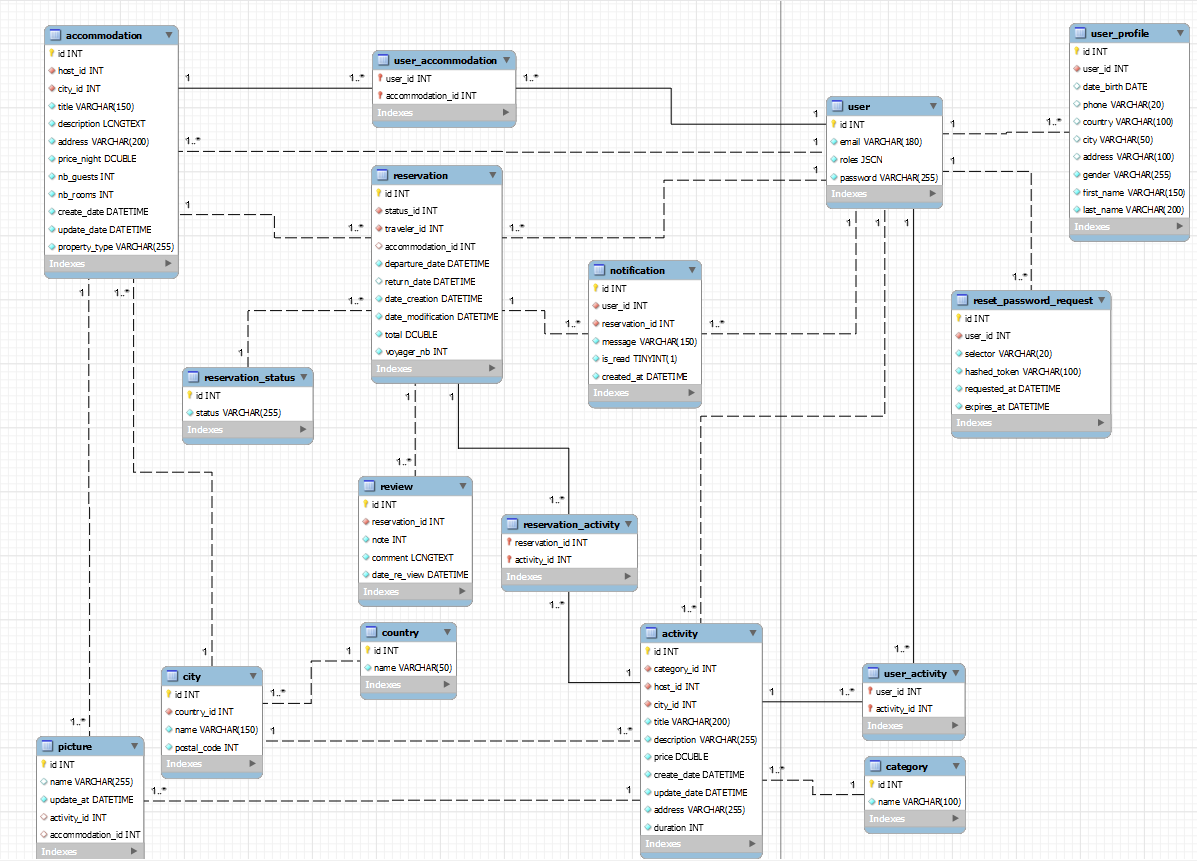 accommodation
id INT
host_id INT
city_id INT
title VARCHAR(150)
description LCNGTEXT
address VARCHAR(200)
price_night DCUBLE
nb_guests INT
nb_rooms INT
create_date DATETIME
update_date DATETIME
property_type VARCHAR(255)
Indexes
1
1..*
1..*
1
1
1..*
user_accommodation
user_id INT
accommodation_id INT
Indexes
1..*
1..*
reservation
id INT
status_id INT
traveler_id INT
accommodation_id INT
departure_date DATETIME
return_date DATETIME
date_creation DATETIME
date_modification DATETIME
total DCUBLE
voyager_nb INT
Indexes
1..*
1..*
1..*
1
1
1
user
id INT
email VARCHAR(180)
roles JSCN
password VARCHAR(255)
Indexes
1
1
1
1
1
1
1
1
user_profile
id INT
user_id INT
date_birth DATE
phone VARCHAR(20)
country VARCHAR(100)
city VARCHAR(50)
address VARCHAR(100)
gender VARCHAR(255)
first_name VARCHAR(150)
last_name VARCHAR(200)
Indexes
1..*
notification
id INT
user_id INT
reservation_id INT
message VARCHAR(150)
is_read TINYINT(1)
created_at DATETIME
Indexes
1..*
1..*
1..*
reset_password_request
id INT
user_id INT
selector VARCHAR(20)
hashed_token VARCHAR(100)
requested_at DATETIME
expires_at DATETIME
Indexes
1
reservation_status
id INT
status VARCHAR(255)
Indexes
1..*
review
id INT
reservation_id INT
note INT
comment LCNGTEXT
date_re_view DATETIME
Indexes
1..*
reservation_activity
reservation_id INT
activity_id INT
Indexes
1..*
1
country
id INT
name VARCHAR(50)
Indexes
1
city
id INT
country_id INT
name VARCHAR(150)
postal_code INT
Indexes
1..*
1
1..*
picture
id INT
name VARCHAR(255)
update_at DATETIME
activity_id INT
accommodation_id INT
Indexes
1..*
1..*
activity
id INT
category_id INT
host_id INT
city_id INT
title VARCHAR(200)
description VARCHAR(255)
price DCUBLE
create_date DATETIME
update_date DATETIME
address VARCHAR(255)
duration INT
Indexes
1
1..*
1
1
1..*
1..*
1..*
user_activity
user_id INT
activity_id INT
Indexes
1
category
id INT
name VARCHAR(100)
Indexes